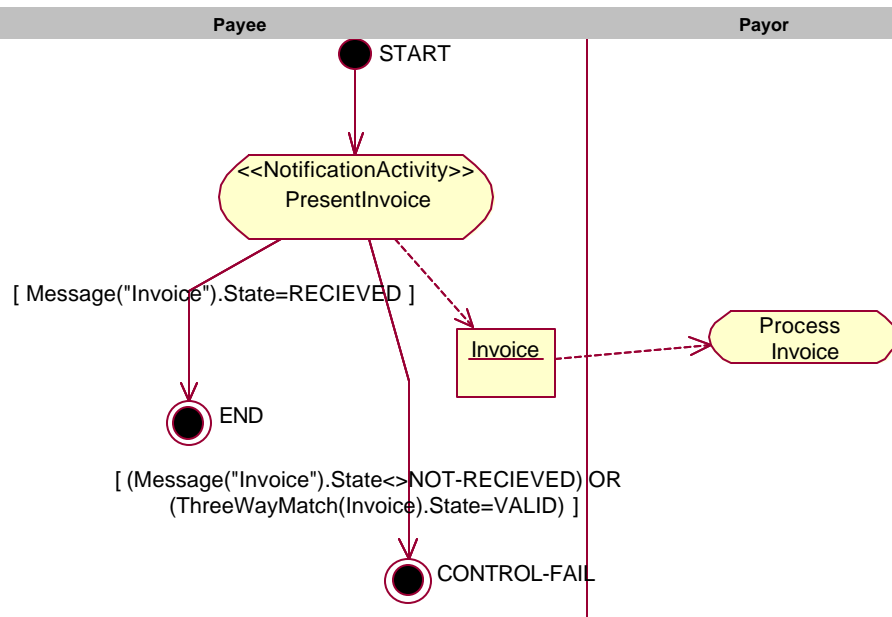 Payee
Payor
START
<<NotificationActivity>>
PresentInvoice
[ Message("Invoice").State=RECIEVED ]
Invoice
Process
Invoice
END
[ (Message("Invoice").State<>NOT-RECIEVED) OR
(ThreeWayMatch(Invoice).State=VALID) ]
CONTROL-FAIL